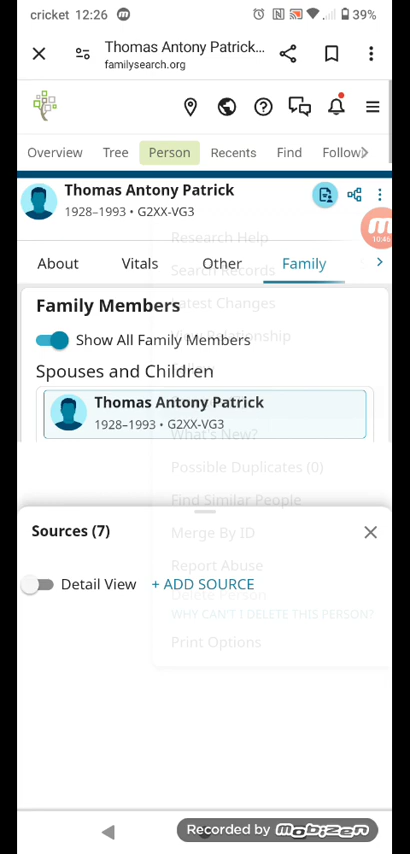 cricket 12:26 39%
Thomas Antony Patrick...
familysearch.org
Overview Tree Person Recents Find Follow
Thomas Antony Patrick
1928–1993 • G2XX-VG3
10:45
Research Help
About Vitals Other Family
Search Records
Latest Changes
Family Members
View Relationship
Show All Family Members
Spouses and Children
Thomas Antony Patrick
1928–1993 • G2XX-VG3
What's New?
Possible Duplicates (0)
Find Similar People
Sources (7)
Merge By ID
Report Abuse
Detail View + ADD SOURCE
Delete Person
WHY CAN'T I DELETE THIS PERSON?
Print Options
Recorded by mobizen